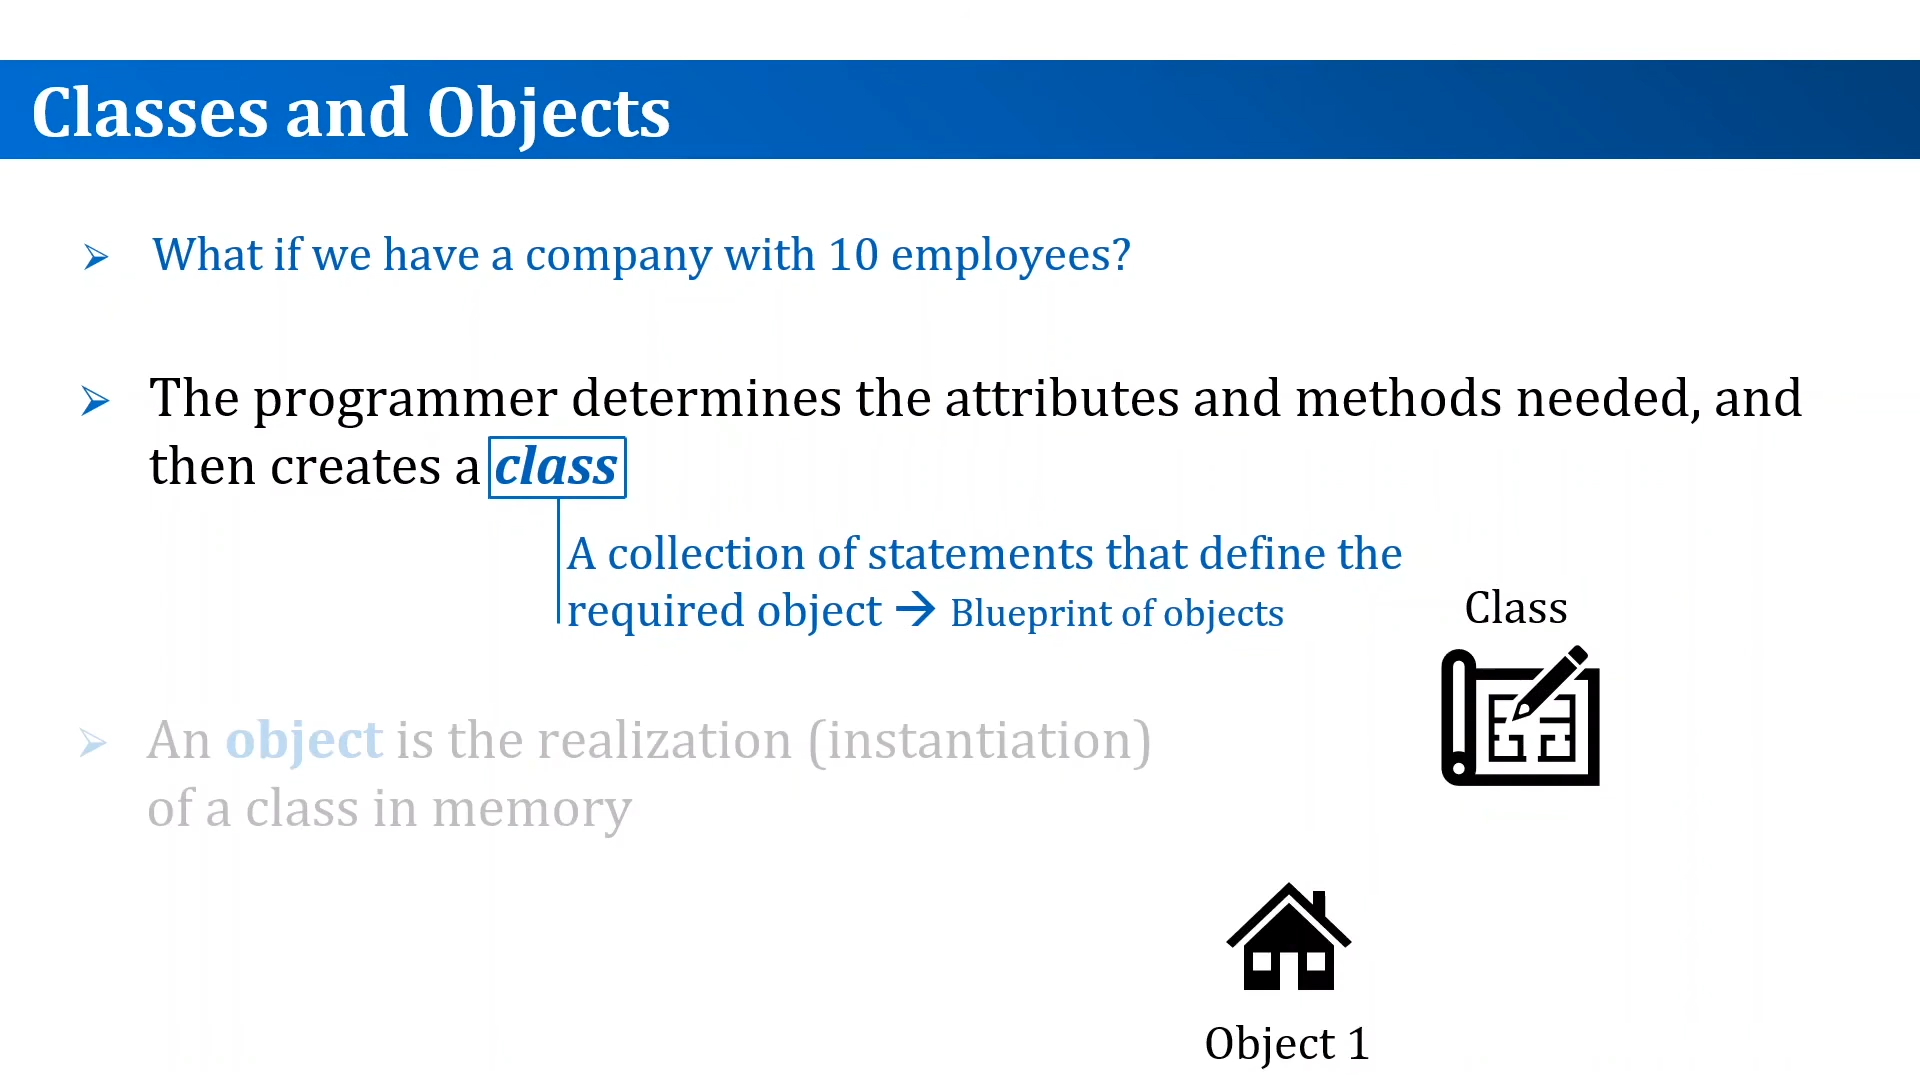 Classes and Objects
What if we have a company with 10 employees?
The programmer determines the attributes and methods needed, and
then creates a class
A collection of statements that define the
required object → Blueprint of objects
Class
An object is the realization (instantiation)
of a class in memory
Object 1